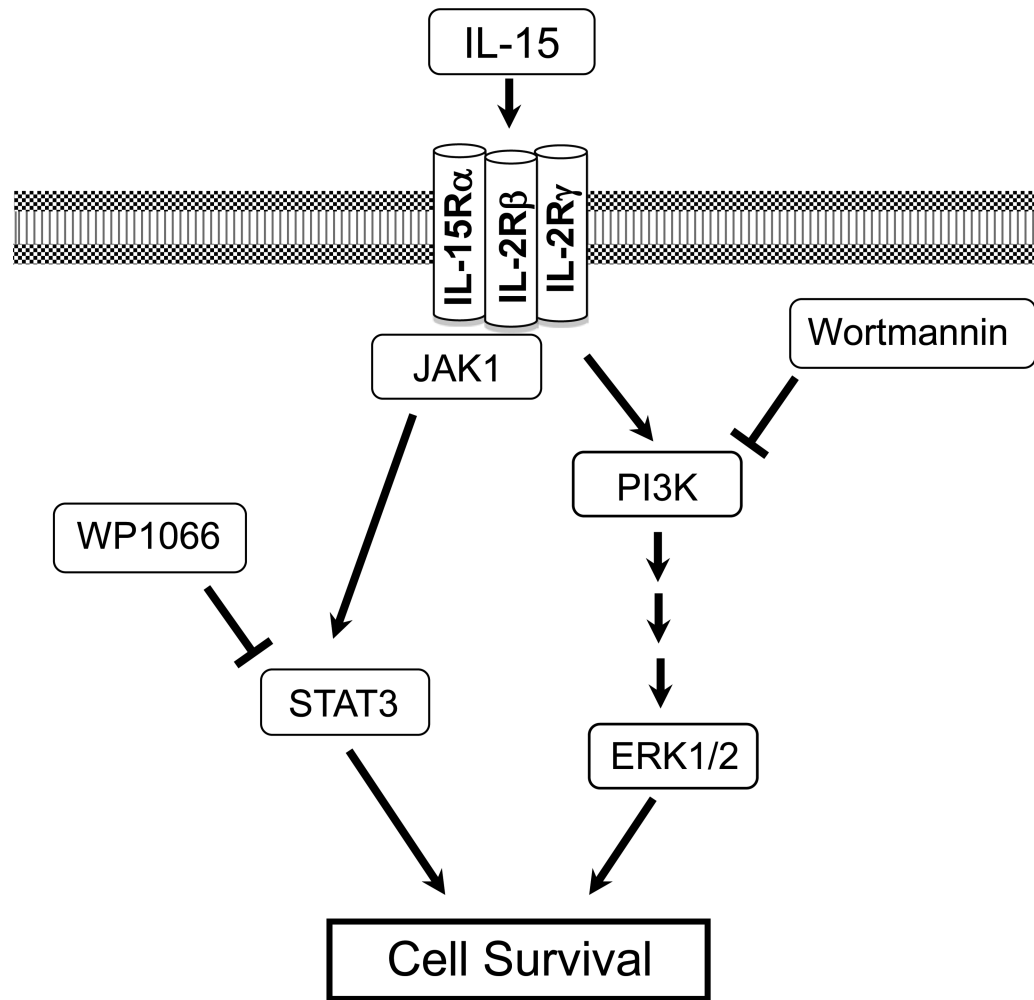 IL-15
IL-15Rα
IL-2Rβ
IL-2Rγ
Wortmannin
JAK1
PI3K
WP1066
STAT3
ERK1/2
Cell Survival